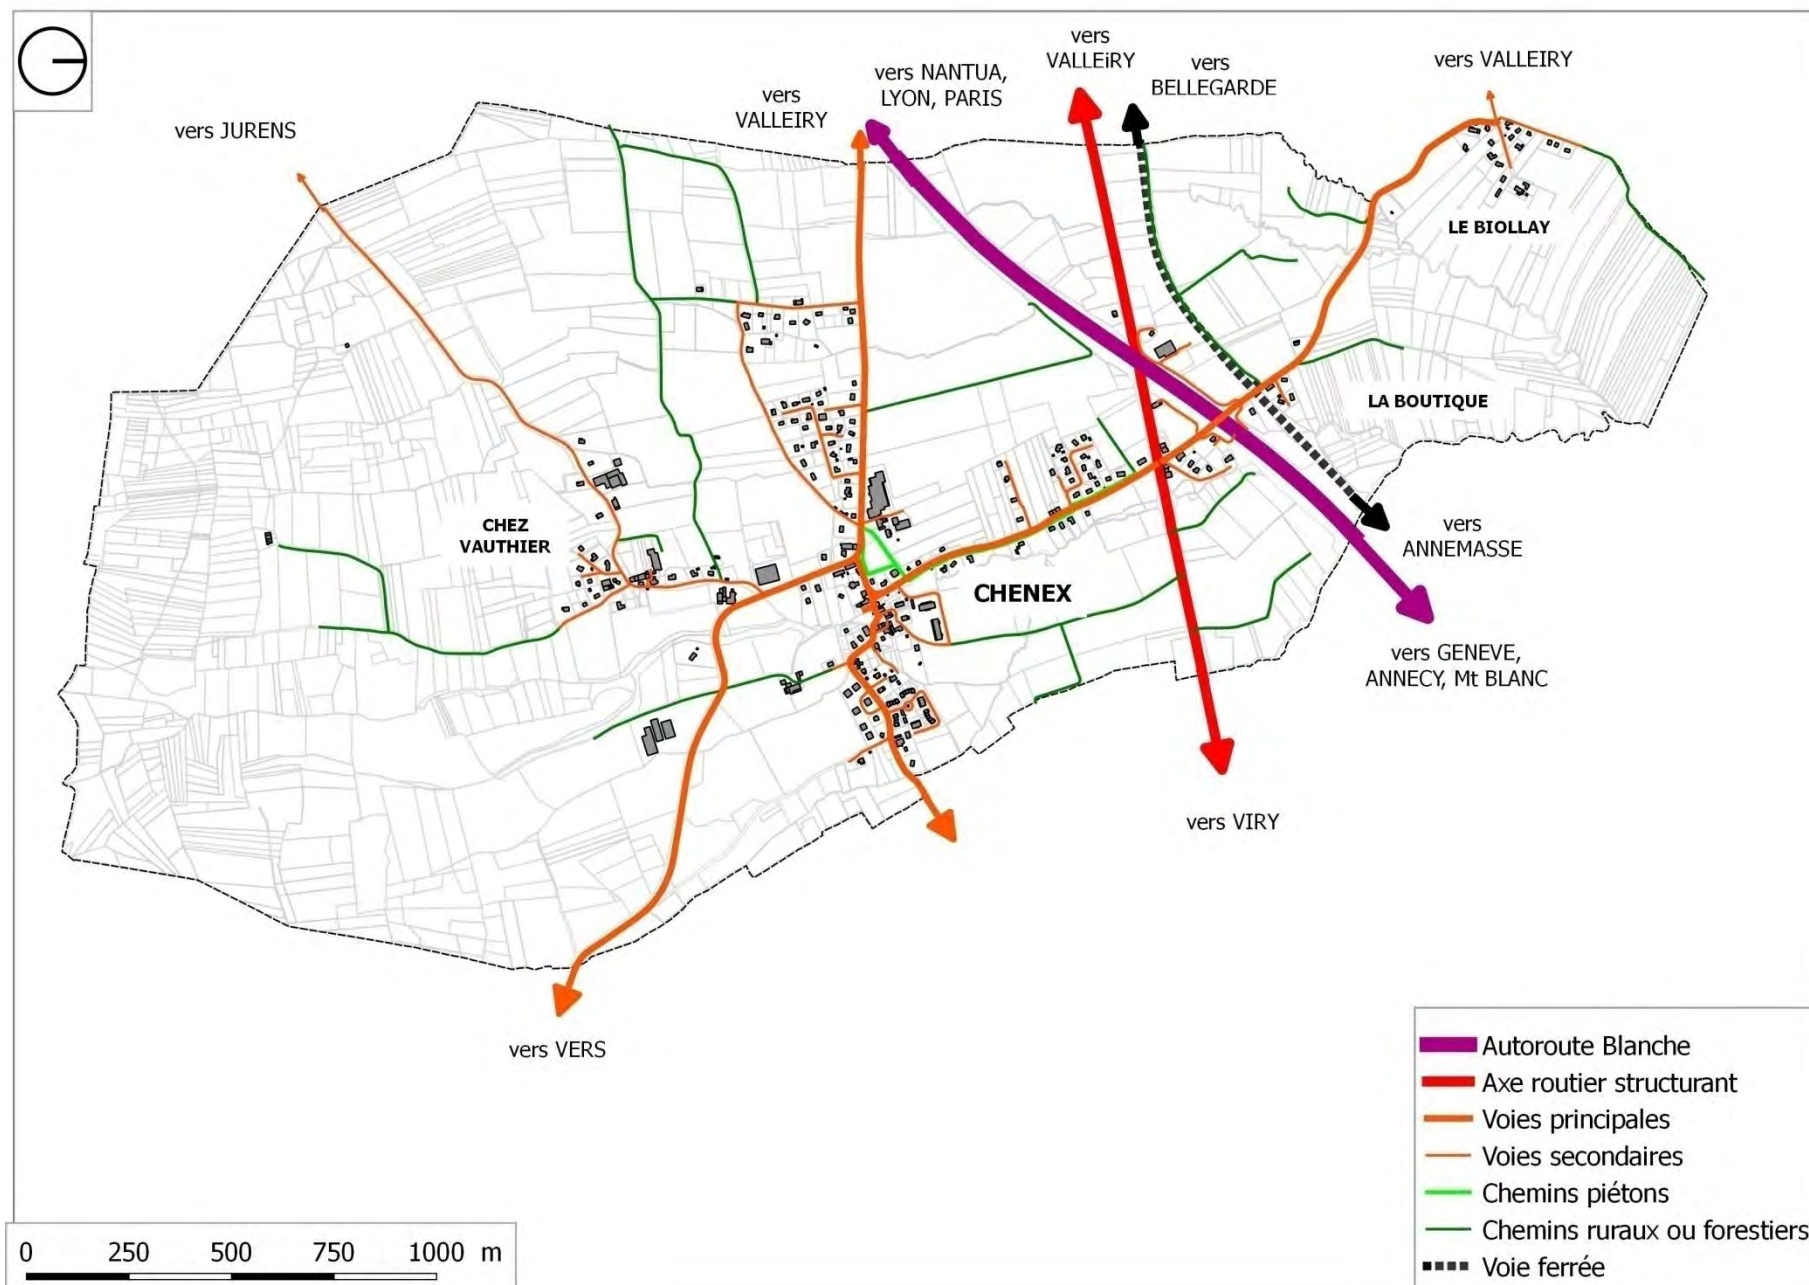 vers
VALLEiRY
vers
BELLEGARDE
vers VALLEIRY
vers NANTUA,
LYON, PARIS
vers
VALLEIRY
vers JURENS
LE BIOLLAY
LA BOUTIQUE
CHEZ
VAUTHIER
vers
ANNEMASSE
CHENEX
vers GENEVE,
ANNECY, Mt BLANC
vers VIRY
vers VERS
Autoroute Blanche
Axe routier structurant
Voies principales
Voies secondaires
Chemins piétons
Chemins ruraux ou forestiers
Voie ferrée
0 250 500 750 1000 m